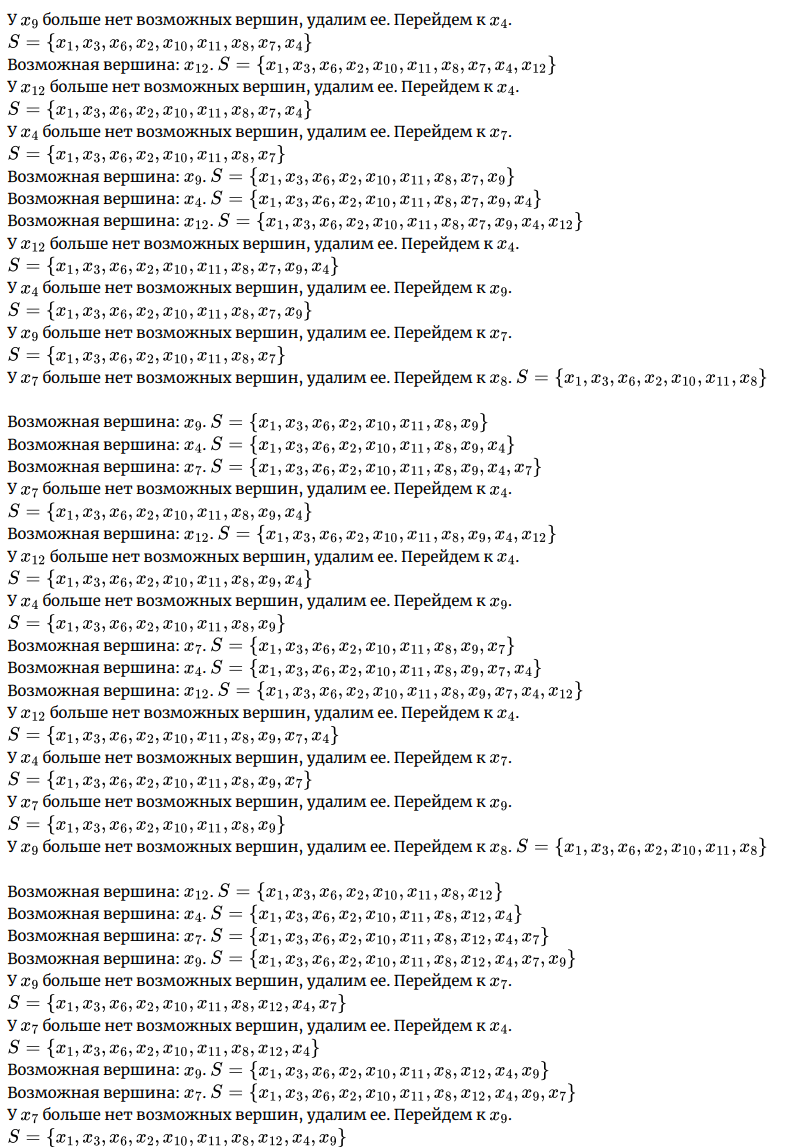 У x₉ больше нет возможных вершин, удалим ее. Перейдем к x₄.
S = {x₁, x₃, x₆, x₂, x₁₀, x₁₁, x₈, x₇, x₄}
Возможная вершина: x₁₂. S = {x₁, x₃, x₆, x₂, x₁₀, x₁₁, x₈, x₇, x₄, x₁₂}
У x₁₂ больше нет возможных вершин, удалим ее. Перейдем к x₄.
S = {x₁, x₃, x₆, x₂, x₁₀, x₁₁, x₈, x₇, x₄}
У x₄ больше нет возможных вершин, удалим ее. Перейдем к x₇.
S = {x₁, x₃, x₆, x₂, x₁₀, x₁₁, x₈, x₇}
Возможная вершина: x₉. S = {x₁, x₃, x₆, x₂, x₁₀, x₁₁, x₈, x₇, x₉}
Возможная вершина: x₄. S = {x₁, x₃, x₆, x₂, x₁₀, x₁₁, x₈, x₇, x₉, x₄}
Возможная вершина: x₁₂. S = {x₁, x₃, x₆, x₂, x₁₀, x₁₁, x₈, x₇, x₉, x₄, x₁₂}
У x₁₂ больше нет возможных вершин, удалим ее. Перейдем к x₄.
S = {x₁, x₃, x₆, x₂, x₁₀, x₁₁, x₈, x₇, x₉, x₄}
У x₄ больше нет возможных вершин, удалим ее. Перейдем к x₉.
S = {x₁, x₃, x₆, x₂, x₁₀, x₁₁, x₈, x₇, x₉}
У x₉ больше нет возможных вершин, удалим ее. Перейдем к x₇.
S = {x₁, x₃, x₆, x₂, x₁₀, x₁₁, x₈, x₇}
У x₇ больше нет возможных вершин, удалим ее. Перейдем к x₈. S = {x₁, x₃, x₆, x₂, x₁₀, x₁₁, x₈}
Возможная вершина: x₉. S = {x₁, x₃, x₆, x₂, x₁₀, x₁₁, x₈, x₉}
Возможная вершина: x₄. S = {x₁, x₃, x₆, x₂, x₁₀, x₁₁, x₈, x₉, x₄}
Возможная вершина: x₇. S = {x₁, x₃, x₆, x₂, x₁₀, x₁₁, x₈, x₉, x₄, x₇}
У x₇ больше нет возможных вершин, удалим ее. Перейдем к x₄.
S = {x₁, x₃, x₆, x₂, x₁₀, x₁₁, x₈, x₉, x₄}
Возможная вершина: x₁₂. S = {x₁, x₃, x₆, x₂, x₁₀, x₁₁, x₈, x₉, x₄, x₁₂}
У x₁₂ больше нет возможных вершин, удалим ее. Перейдем к x₄.
S = {x₁, x₃, x₆, x₂, x₁₀, x₁₁, x₈, x₉, x₄}
У x₄ больше нет возможных вершин, удалим ее. Перейдем к x₉.
S = {x₁, x₃, x₆, x₂, x₁₀, x₁₁, x₈, x₉}
Возможная вершина: x₇. S = {x₁, x₃, x₆, x₂, x₁₀, x₁₁, x₈, x₉, x₇}
Возможная вершина: x₄. S = {x₁, x₃, x₆, x₂, x₁₀, x₁₁, x₈, x₉, x₇, x₄}
Возможная вершина: x₁₂. S = {x₁, x₃, x₆, x₂, x₁₀, x₁₁, x₈, x₉, x₇, x₄, x₁₂}
У x₁₂ больше нет возможных вершин, удалим ее. Перейдем к x₄.
S = {x₁, x₃, x₆, x₂, x₁₀, x₁₁, x₈, x₉, x₇, x₄}
У x₄ больше нет возможных вершин, удалим ее. Перейдем к x₇.
S = {x₁, x₃, x₆, x₂, x₁₀, x₁₁, x₈, x₉, x₇}
У x₇ больше нет возможных вершин, удалим ее. Перейдем к x₉.
S = {x₁, x₃, x₆, x₂, x₁₀, x₁₁, x₈, x₉}
У x₉ больше нет возможных вершин, удалим ее. Перейдем к x₈. S = {x₁, x₃, x₆, x₂, x₁₀, x₁₁, x₈}
Возможная вершина: x₁₂. S = {x₁, x₃, x₆, x₂, x₁₀, x₁₁, x₈, x₁₂}
Возможная вершина: x₄. S = {x₁, x₃, x₆, x₂, x₁₀, x₁₁, x₈, x₁₂, x₄}
Возможная вершина: x₇. S = {x₁, x₃, x₆, x₂, x₁₀, x₁₁, x₈, x₁₂, x₄, x₇}
Возможная вершина: x₉. S = {x₁, x₃, x₆, x₂, x₁₀, x₁₁, x₈, x₁₂, x₄, x₇, x₉}
У x₉ больше нет возможных вершин, удалим ее. Перейдем к x₇.
S = {x₁, x₃, x₆, x₂, x₁₀, x₁₁, x₈, x₁₂, x₄, x₇}
У x₇ больше нет возможных вершин, удалим ее. Перейдем к x₄.
S = {x₁, x₃, x₆, x₂, x₁₀, x₁₁, x₈, x₁₂, x₄}
Возможная вершина: x₉. S = {x₁, x₃, x₆, x₂, x₁₀, x₁₁, x₈, x₁₂, x₄, x₉}
Возможная вершина: x₇. S = {x₁, x₃, x₆, x₂, x₁₀, x₁₁, x₈, x₁₂, x₄, x₉, x₇}
У x₇ больше нет возможных вершин, удалим ее. Перейдем к x₉.
S = {x₁, x₃, x₆, x₂, x₁₀, x₁₁, x₈, x₁₂, x₄, x₉}